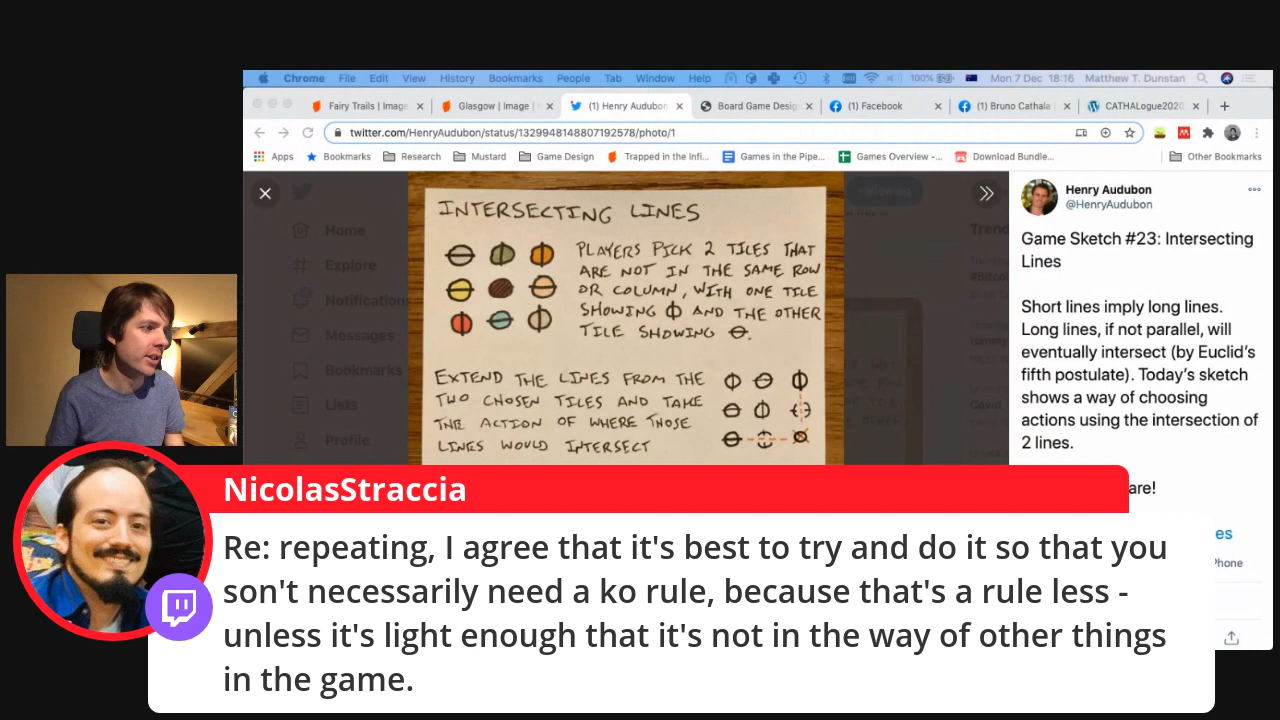 Chrome File Edit View History Bookmarks People Tab Window Help 100% Mon 7 Dec 18:16 Matthew T. Dunstan
Fairy Trails | Image Glasgow | Image | (1) Henry Audubon Board Game Desig (1) Facebook (1) Bruno Cathala CATHALogue2020
twitter.com/HenryAudubon/status/1329948148807192578/photo/1
Apps Bookmarks Research Mustard Game Design Trapped in the Infi... Games in the Pipe... Games Overview -... Download Bundle... Other Bookmarks
Home
Explore
Notifications
Messages
Bookmarks
Lists
Profile
INTERSECTING LINES
PLAYERS PICK 2 TILES THAT
ARE NOT IN THE SAME ROW
OR COLUMN, WITH ONE TILE
SHOWING ⦶ AND THE OTHER
TILE SHOWING ⊖.
EXTEND THE LINES FROM THE
TWO CHOSEN TILES AND TAKE
THE ACTION OF WHERE THOSE
LINES WOULD INTERSECT
Henry Audubon
@HenryAudubon
Game Sketch #23: Intersecting
Lines
Short lines imply long lines.
Long lines, if not parallel, will
eventually intersect (by Euclid's
fifth postulate). Today's sketch
shows a way of choosing
actions using the intersection of
2 lines.
are!
es
Phone
NicolasStraccia
Re: repeating, I agree that it's best to try and do it so that you
son't necessarily need a ko rule, because that's a rule less -
unless it's light enough that it's not in the way of other things
in the game.